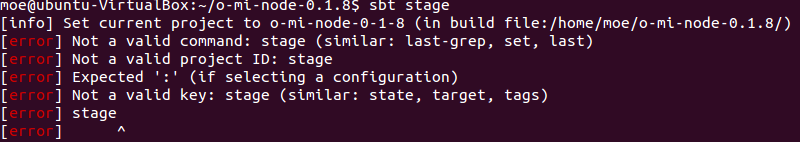 moe@ubuntu-VirtualBox:~/o-mi-node-0.1.8$ sbt stage
[info] Set current project to o-mi-node-0-1-8 (in build file:/home/moe/o-mi-node-0.1.8/)
[error] Not a valid command: stage (similar: last-grep, set, last)
[error] Not a valid project ID: stage
[error] Expected ':' (if selecting a configuration)
[error] Not a valid key: stage (similar: state, target, tags)
[error] stage
[error]      ^